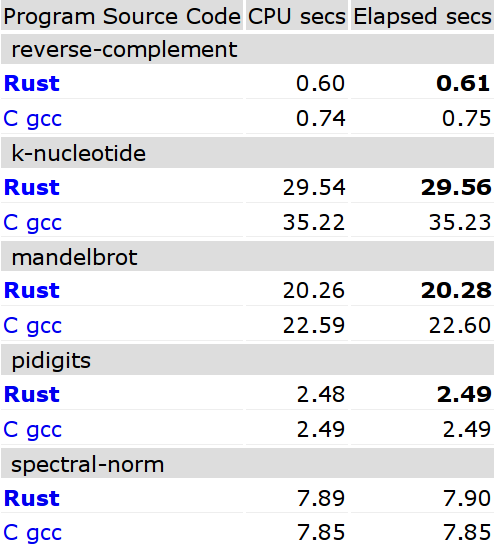 Program Source Code CPU secs Elapsed secs
reverse-complement
Rust 0.60 0.61
C gcc 0.74 0.75
k-nucleotide
Rust 29.54 29.56
C gcc 35.22 35.23
mandelbrot
Rust 20.26 20.28
C gcc 22.59 22.60
pidigits
Rust 2.48 2.49
C gcc 2.49 2.49
spectral-norm
Rust 7.89 7.90
C gcc 7.85 7.85